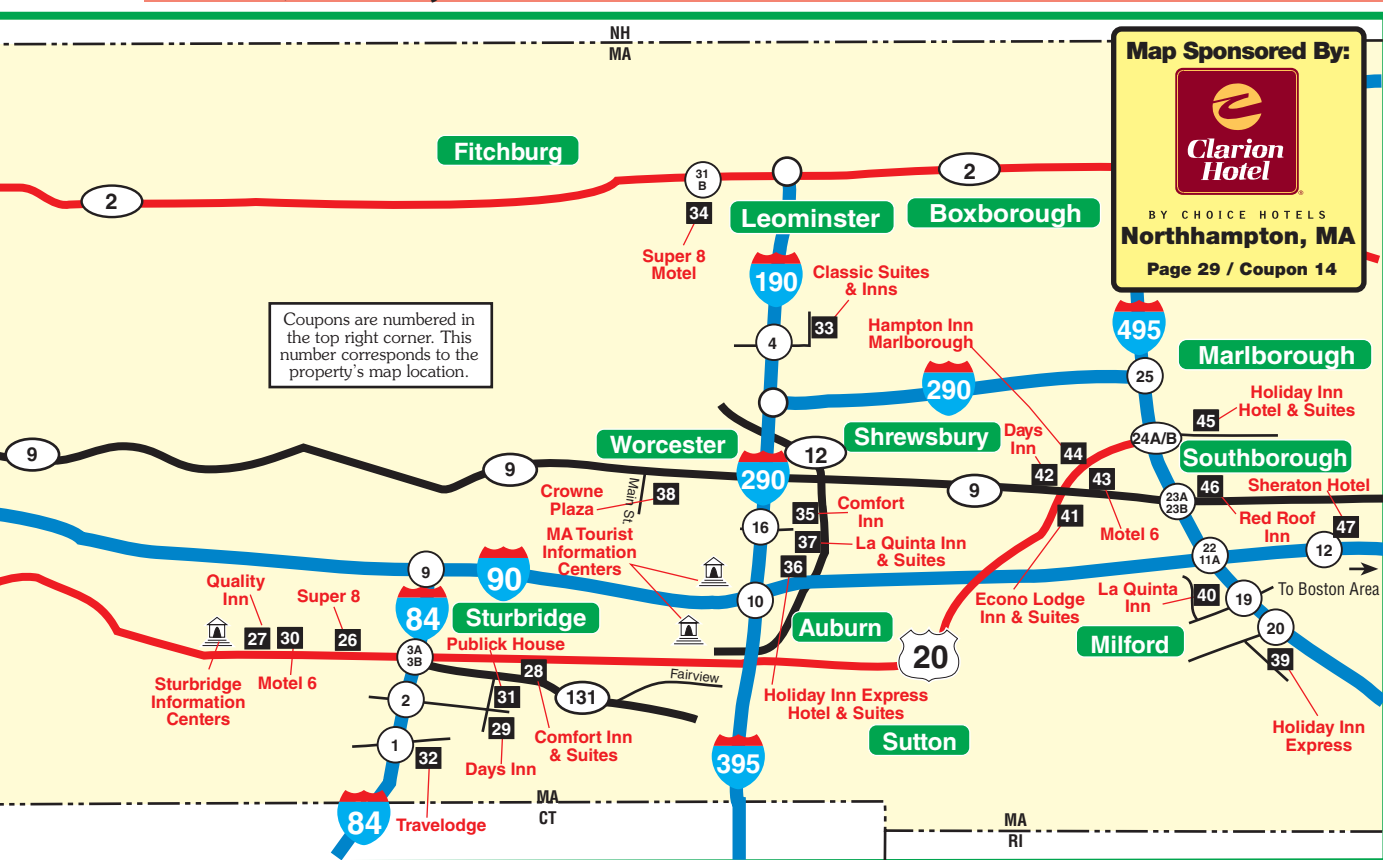 NH
MA
Map Sponsored By:
Clarion
Hotel
BY CHOICE HOTELS
Northhampton, MA
Page 29 / Coupon 14
Fitchburg
2
31
B
2
34
Super 8
Motel
Leominster
Boxborough
190
Classic Suites
& Inns
33
4
Coupons are numbered in
the top right corner. This
number corresponds to the
property's map location.
Hampton Inn
Marlborough
495
Marlborough
25
290
Holiday Inn
Hotel & Suites
45
24A/B
9
9
Worcester
12
Shrewsbury
Days
Inn
42
44
43
Southborough
Sheraton Hotel
290
9
23A
23B
46
Red Roof
Inn
47
Crowne
Plaza
38
Main St.
35
Comfort
Inn
41
Motel 6
16
MA Tourist
Information
Centers
37
La Quinta Inn
& Suites
36
22
11A
12
To Boston Area
9
90
10
Econo Lodge
Inn & Suites
La Quinta
Inn
40
19
84
Quality
Inn
Super 8
Sturbridge
Auburn
20
Milford
20
27
30
26
Publick House
3A
3B
28
Fairview
39
Sturbridge
Information
Centers
Motel 6
2
31
131
Holiday Inn Express
Hotel & Suites
29
1
32
Days Inn
Comfort Inn
& Suites
Sutton
Holiday Inn
Express
395
MA
CT
84
Travelodge
MA
RI